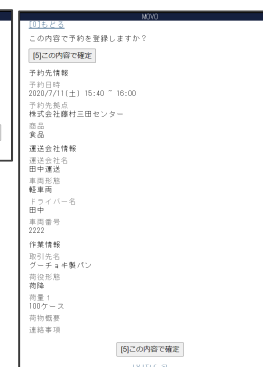 MOVO
[0]もどる
この内容で予約を登録しますか？
[5]この内容で確定
予約先情報
予約日時
2020/7/11(土) 15:40 ~ 16:00
予約先拠点
株式会社藤村三田センター
商品
食品
運送会社情報
運送会社名
田中運送
車両形態
軽車両
ドライバー名
田中
車両番号
2222
作業情報
取引先名
グーチョキ製パン
荷役形態
荷降
荷量1
100ケース
荷物概要
連絡事項
[5]この内容で確定